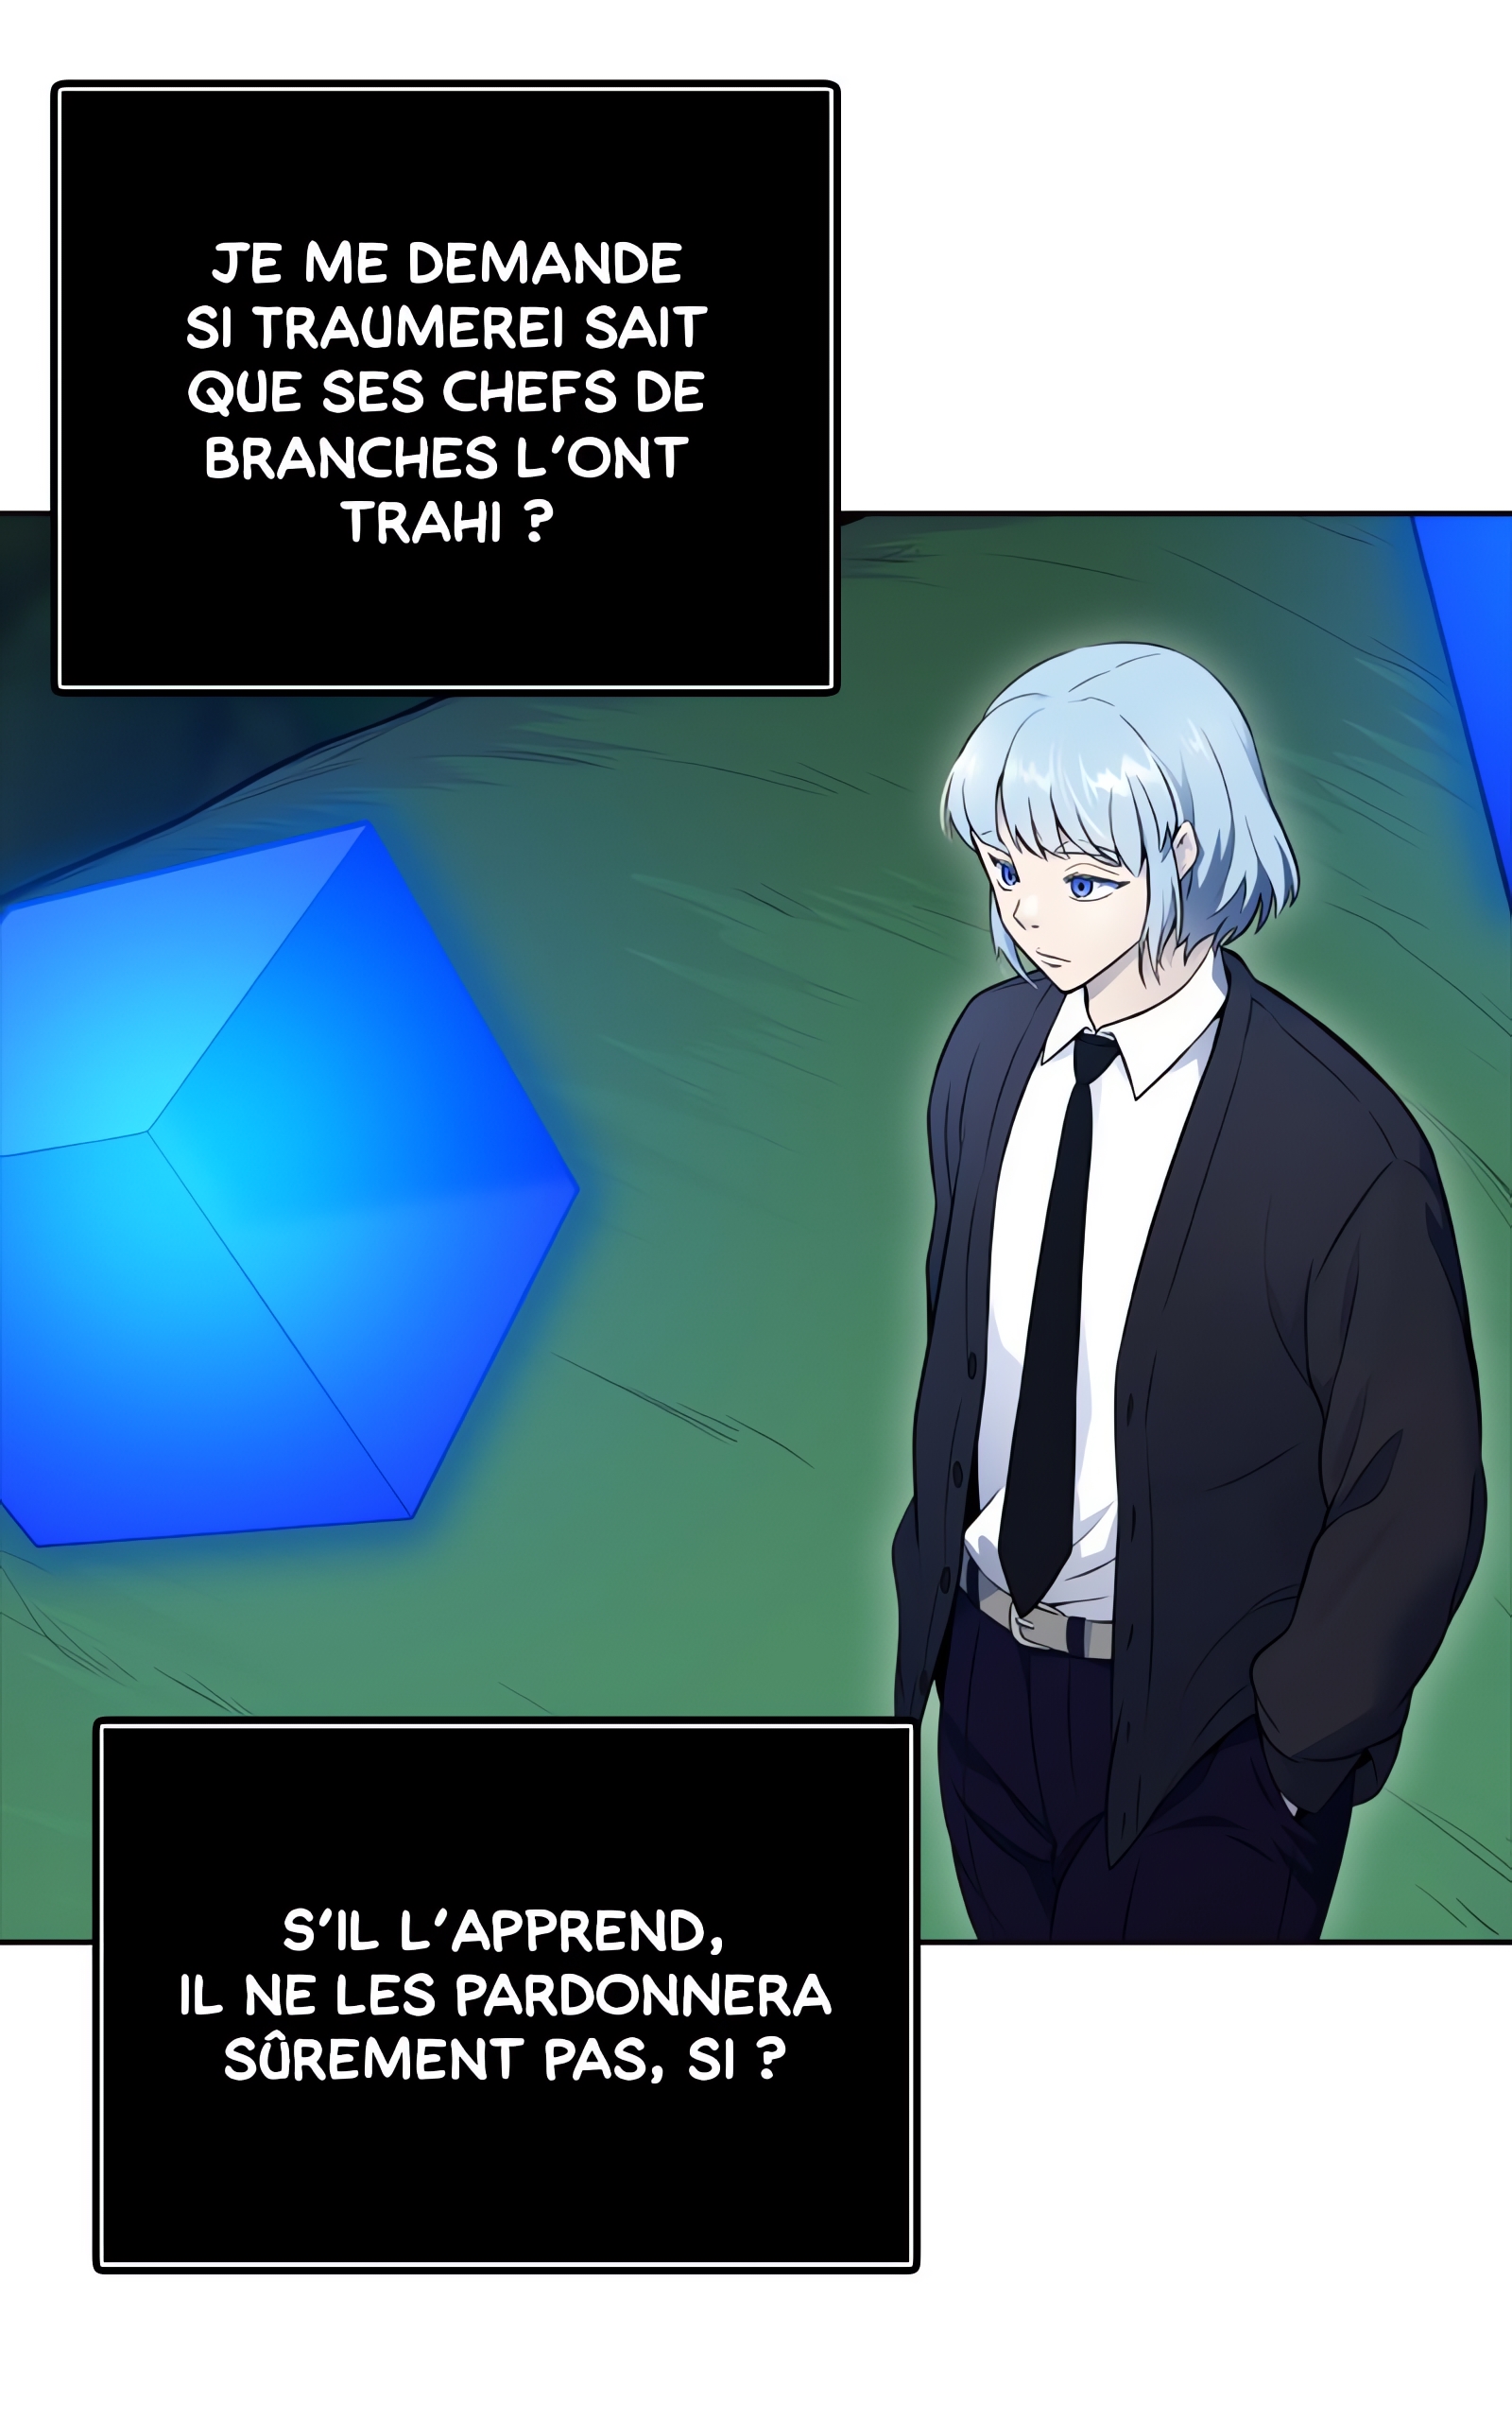 JE ME DEMANDE
SI TRAUMEREI SAIT
QUE SES CHEFS DE
BRANCHES L'ONT
TRAHI ?
S'IL L'APPREND,
IL NE LES PARDONNERA
SÛREMENT PAS, SI ?